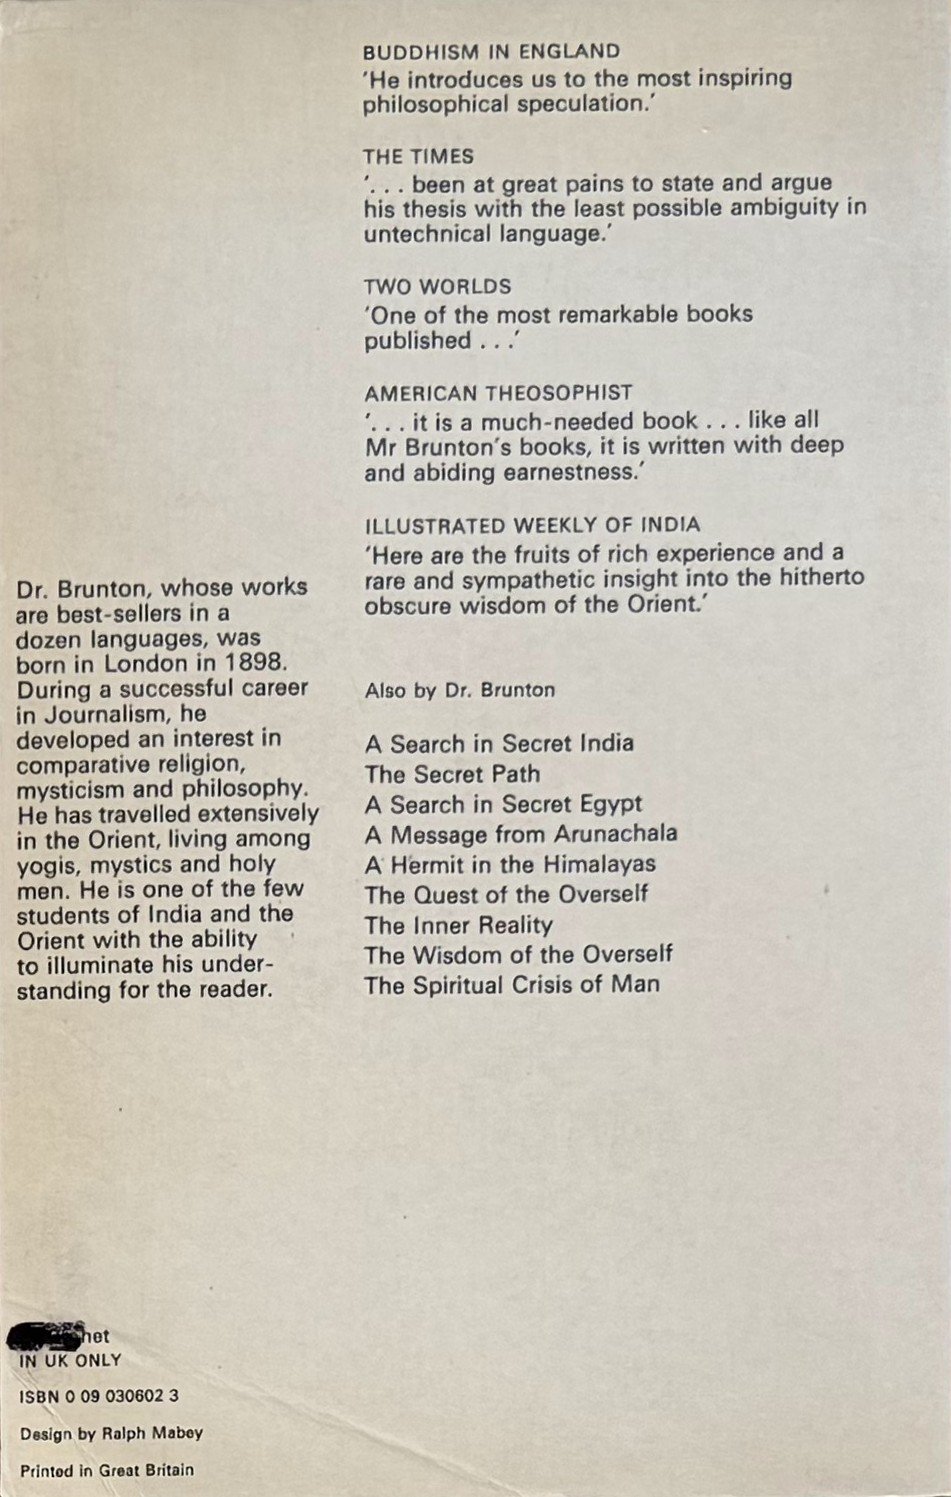 BUDDHISM IN ENGLAND
'He introduces us to the most inspiring
philosophical speculation.'
THE TIMES
'. . . been at great pains to state and argue
his thesis with the least possible ambiguity in
untechnical language.'
TWO WORLDS
'One of the most remarkable books
published . . .'
AMERICAN THEOSOPHIST
'. . . it is a much-needed book . . . like all
Mr Brunton's books, it is written with deep
and abiding earnestness.'
ILLUSTRATED WEEKLY OF INDIA
'Here are the fruits of rich experience and a
rare and sympathetic insight into the hitherto
obscure wisdom of the Orient.'
Dr. Brunton, whose works
are best-sellers in a
dozen languages, was
born in London in 1898.
During a successful career
in Journalism, he
developed an interest in
comparative religion,
mysticism and philosophy.
He has travelled extensively
in the Orient, living among
yogis, mystics and holy
men. He is one of the few
students of India and the
Orient with the ability
to illuminate his under-
standing for the reader.
Also by Dr. Brunton
A Search in Secret India
The Secret Path
A Search in Secret Egypt
A Message from Arunachala
A Hermit in the Himalayas
The Quest of the Overself
The Inner Reality
The Wisdom of the Overself
The Spiritual Crisis of Man
IN UK ONLY
ISBN 0 09 030602 3
Design by Ralph Mabey
Printed in Great Britain